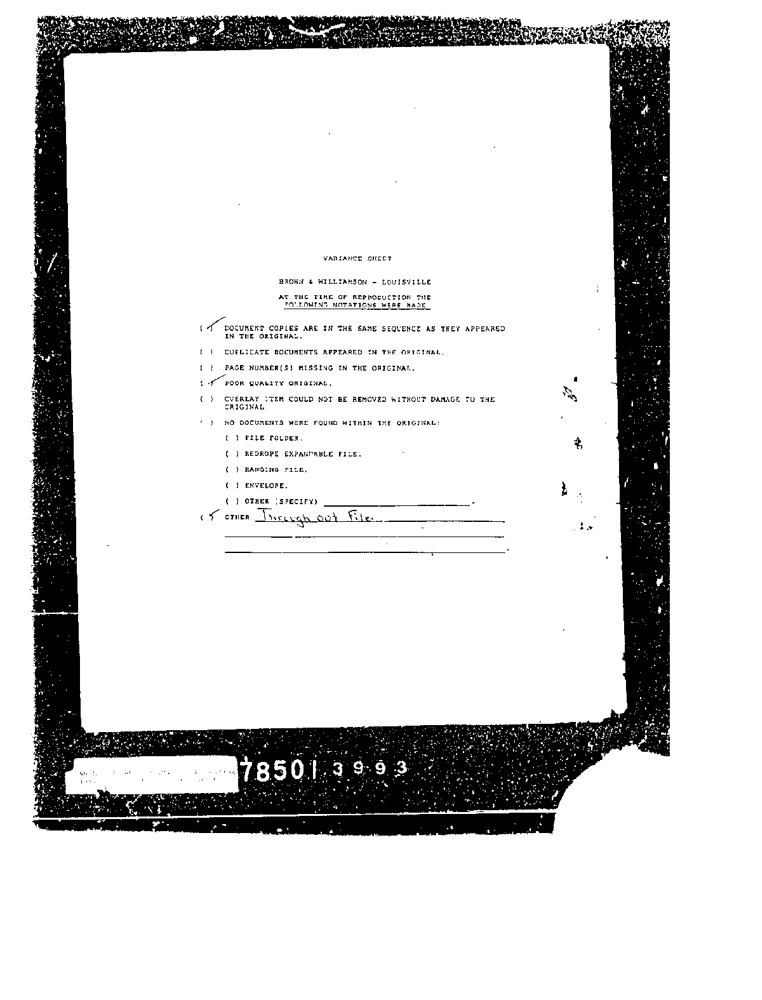 VARIANCE SHEET
BROWN & WILLIAMSON - LOUISVILLE
AT THE TIME OF REPRODUCTION THE
FOLLOWING NOTATIONS WERE MADE
(✓) DOCUMENT COPIES ARE IN THE SAME SEQUENCE AS THEY APPEARED
IN THE ORIGINAL.
( ) DUPLICATE DOCUMENTS APPEARED IN THE ORIGINAL.
( ) PAGE NUMBER(S) MISSING IN THE ORIGINAL.
(✓) POOR QUALITY ORIGINAL.
( ) OVERLAY ITEM COULD NOT BE REMOVED WITHOUT DAMAGE TO THE
ORIGINAL
( ) NO DOCUMENTS WERE FOUND WITHIN THE ORIGINAL:
( ) FILE FOLDER.
( ) REDROPE EXPANDABLE FILE.
( ) HANGING FILE.
( ) ENVELOPE.
( ) OTHER (SPECIFY)
(✓) OTHER Through out File.
78501 3993